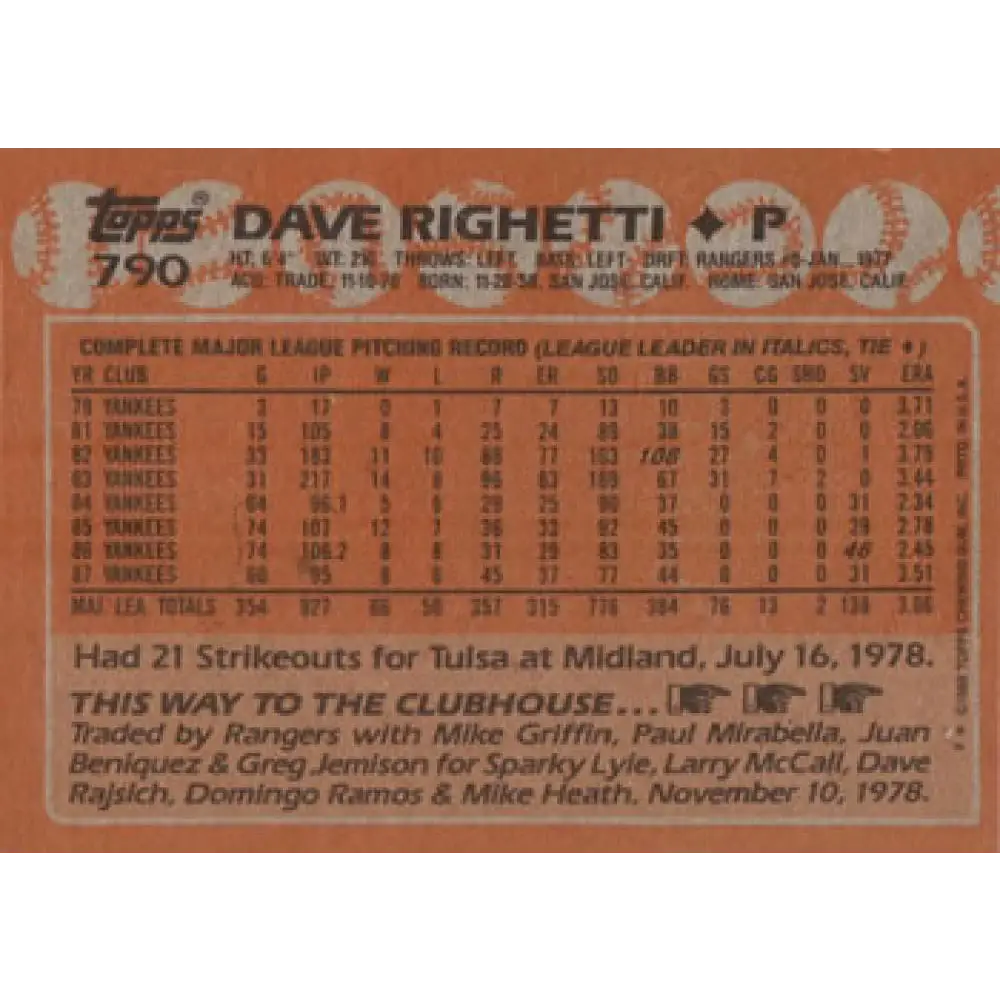 topps® DAVE RIGHETTI ♦ P
790 HT: 6'4" WT: 210 THROWS: LEFT BATS: LEFT DRFT: RANGERS #8-JAN., 1977
ACQ: TRADE, 11-10-78 BORN: 11-28-58, SAN JOSE, CALIF. HOME: SAN JOSE, CALIF.
COMPLETE MAJOR LEAGUE PITCHING RECORD (LEAGUE LEADER IN ITALICS, TIE ♦)
YR CLUB G IP W L R ER SO BB GS CG SHO SV ERA
79 YANKEES 3 17 0 1 7 7 13 10 3 0 0 0 3.71
81 YANKEES 15 105 8 4 25 24 89 38 15 2 0 0 2.06
82 YANKEES 33 183 11 10 88 77 163 108 27 4 0 1 3.79
83 YANKEES 31 217 14 8 96 83 169 67 31 7 2 0 3.44
84 YANKEES 64 96.1 5 6 29 25 90 37 0 0 0 31 2.34
85 YANKEES 74 107 12 7 36 33 92 45 0 0 0 29 2.78
86 YANKEES 74 106.2 8 8 31 29 83 35 0 0 0 46 2.45
87 YANKEES 60 95 8 6 45 37 77 44 0 0 0 31 3.51
MAJ. LEA. TOTALS 354 927 66 50 357 315 776 384 76 13 2 138 3.06
Had 21 Strikeouts for Tulsa at Midland, July 16, 1978.
THIS WAY TO THE CLUBHOUSE...
Traded by Rangers with Mike Griffin, Paul Mirabella, Juan
Beniquez & Greg Jemison for Sparky Lyle, Larry McCall, Dave
Rajsich, Domingo Ramos & Mike Heath. November 10, 1978.
© 1988 TOPPS CHEWING GUM, INC. PRTD. IN U.S.A.